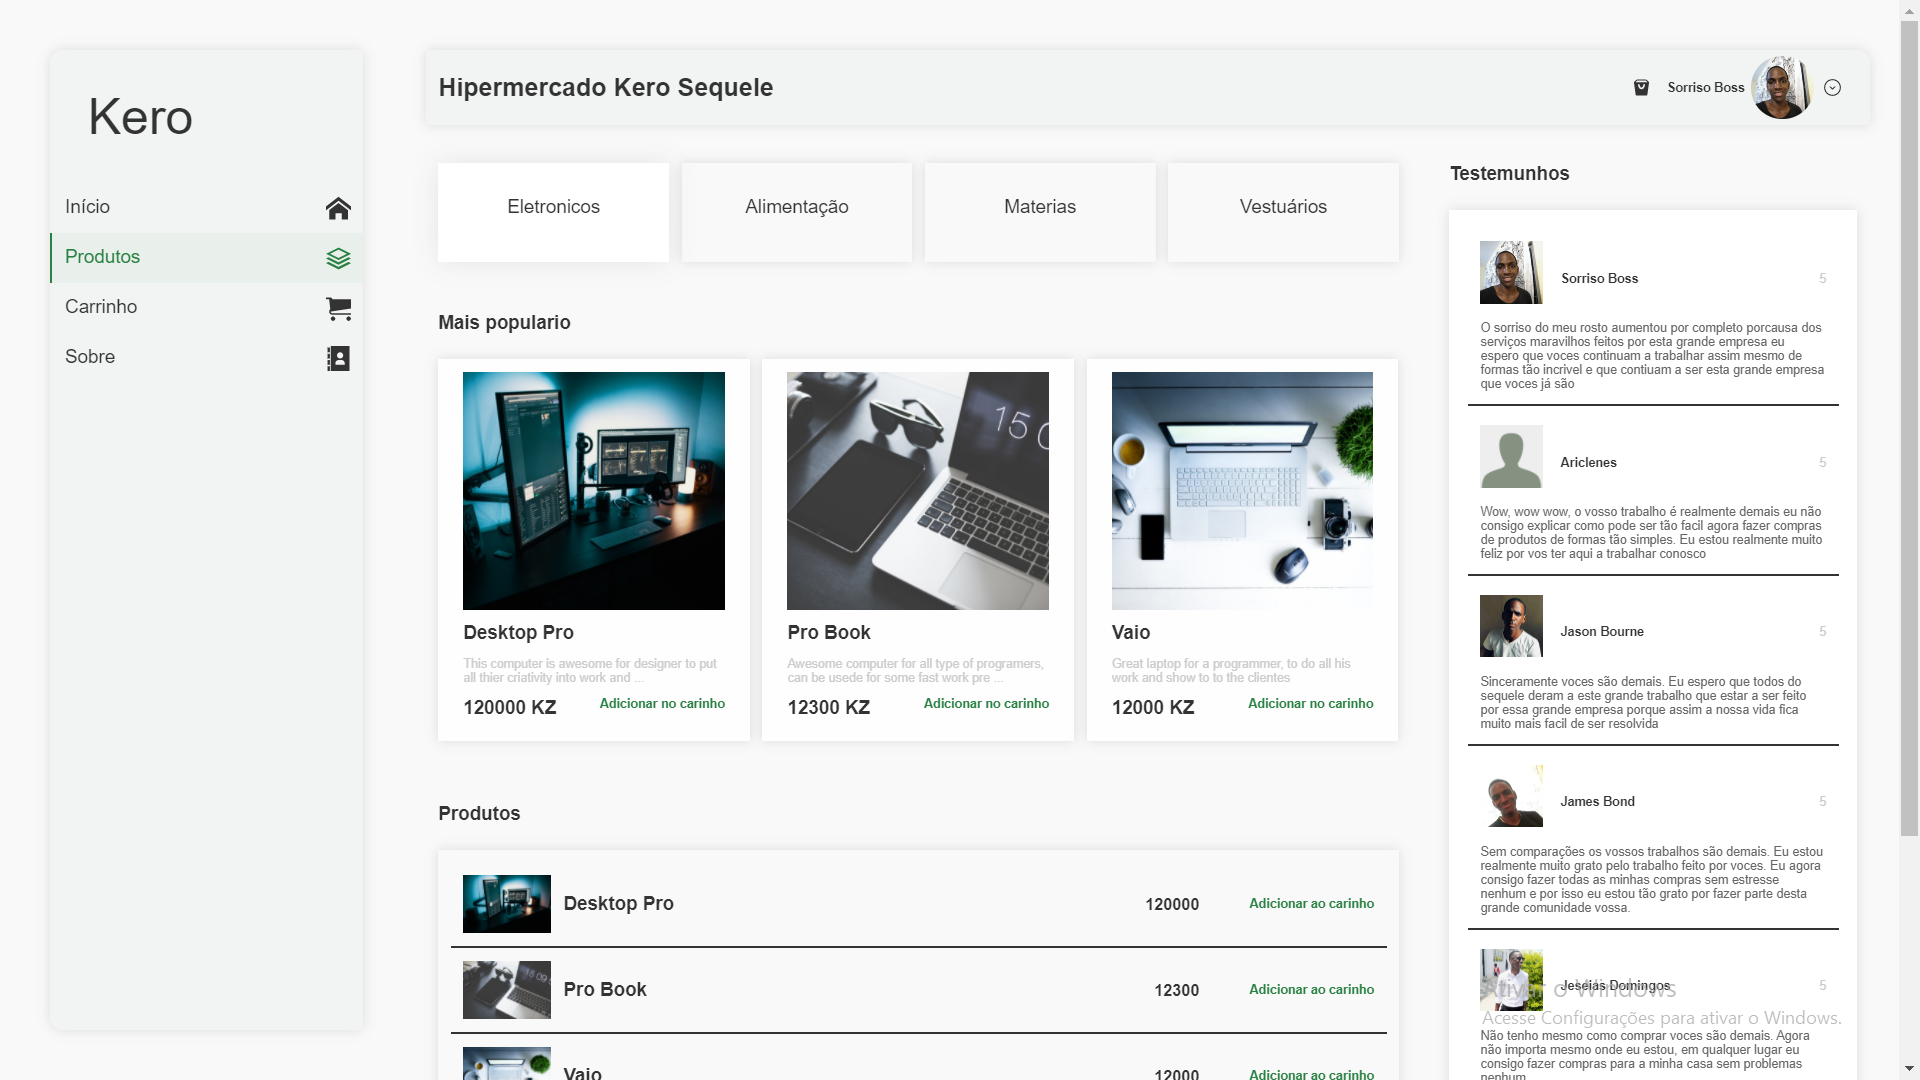 Kero
Início
Produtos
Carrinho
Sobre
Hipermercado Kero Sequele
Sorriso Boss
Eletronicos
Alimentação
Materias
Vestuários
Mais populario
15 0
Desktop Pro
This computer is awesome for designer to put
all thier criativity into work and ...
120000 KZ
Adicionar no carinho
Pro Book
Awesome computer for all type of programers,
can be usede for some fast work pre ...
12300 KZ
Adicionar no carinho
Vaio
Great laptop for a programmer, to do all his
work and show to to the clientes
12000 KZ
Adicionar no carinho
Produtos
Desktop Pro
120000
Adicionar ao carinho
15 09
Pro Book
12300
Adicionar ao carinho
Vaio
12000
Adicionar ao carinho
Testemunhos
Sorriso Boss
5
O sorriso do meu rosto aumentou por completo porcausa dos
serviços maravilhos feitos por esta grande empresa eu
espero que voces continuam a trabalhar assim mesmo de
formas tão incrivel e que contiuam a ser esta grande empresa
que voces já são
Ariclenes
5
Wow, wow wow, o vosso trabalho é realmente demais eu não
consigo explicar como pode ser tão facil agora fazer compras
de produtos de formas tão simples. Eu estou realmente muito
feliz por vos ter aqui a trabalhar conosco
Jason Bourne
5
Sinceramente voces são demais. Eu espero que todos do
sequele deram a este grande trabalho que estar a ser feito
por essa grande empresa porque assim a nossa vida fica
muito mais facil de ser resolvida
James Bond
5
Sem comparações os vossos trabalhos são demais. Eu estou
realmente muito grato pelo trabalho feito por voces. Eu agora
consigo fazer todas as minhas compras sem estresse
nenhum e por isso eu estou tão grato por fazer parte desta
grande comunidade vossa.
Jeseias Domingos
5
Ativar o Windows
Acesse Configurações para ativar o Windows.
Não tenho mesmo como comprar voces são demais. Agora
não importa mesmo onde eu estou, em qualquer lugar eu
consigo fazer compras para a minha casa sem problemas
nenhum